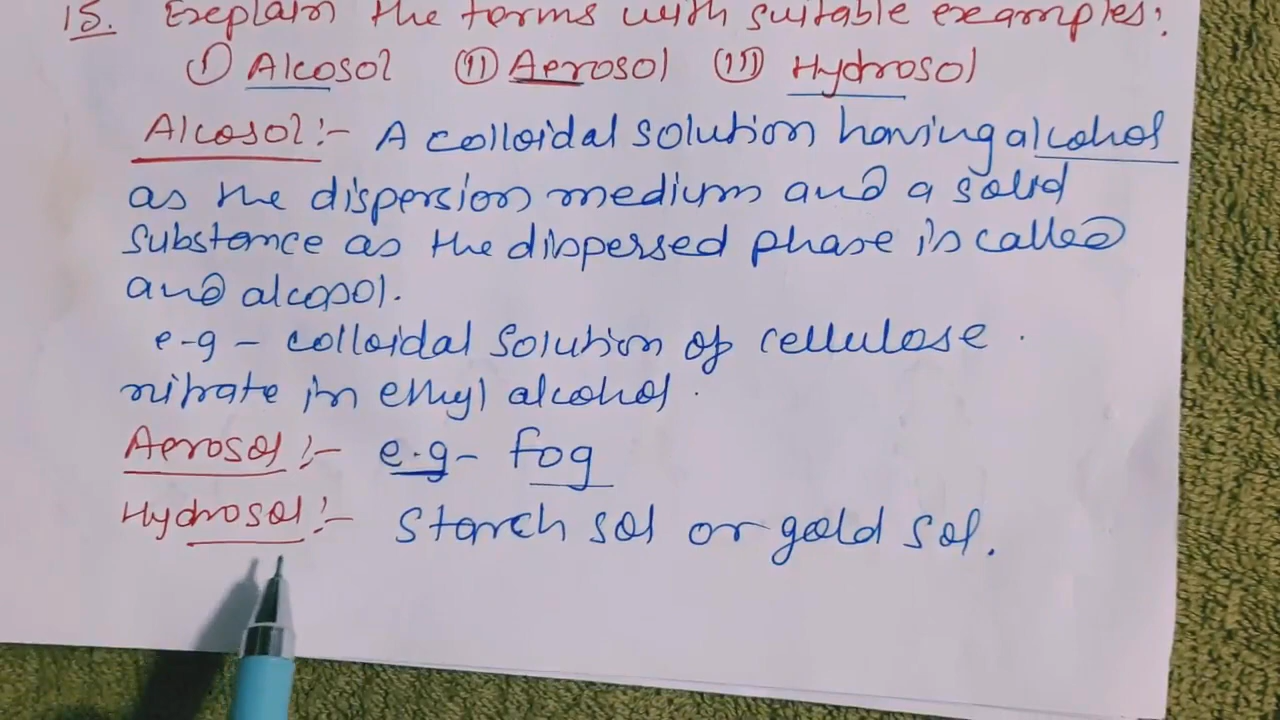 15. Explain the terms with suitable examples:
(I) Alcosol (II) Aerosol (III) Hydrosol
Alcosol:- A colloidal solution having alcohol
as the dispersion medium and a solid
substance as the dispersed phase is called
and alcosol.
e-g - colloidal solution of cellulose
nitrate in ethyl alcohol.
Aerosol:- e.g- fog
Hydrosol:- Starch sol or gold sol.